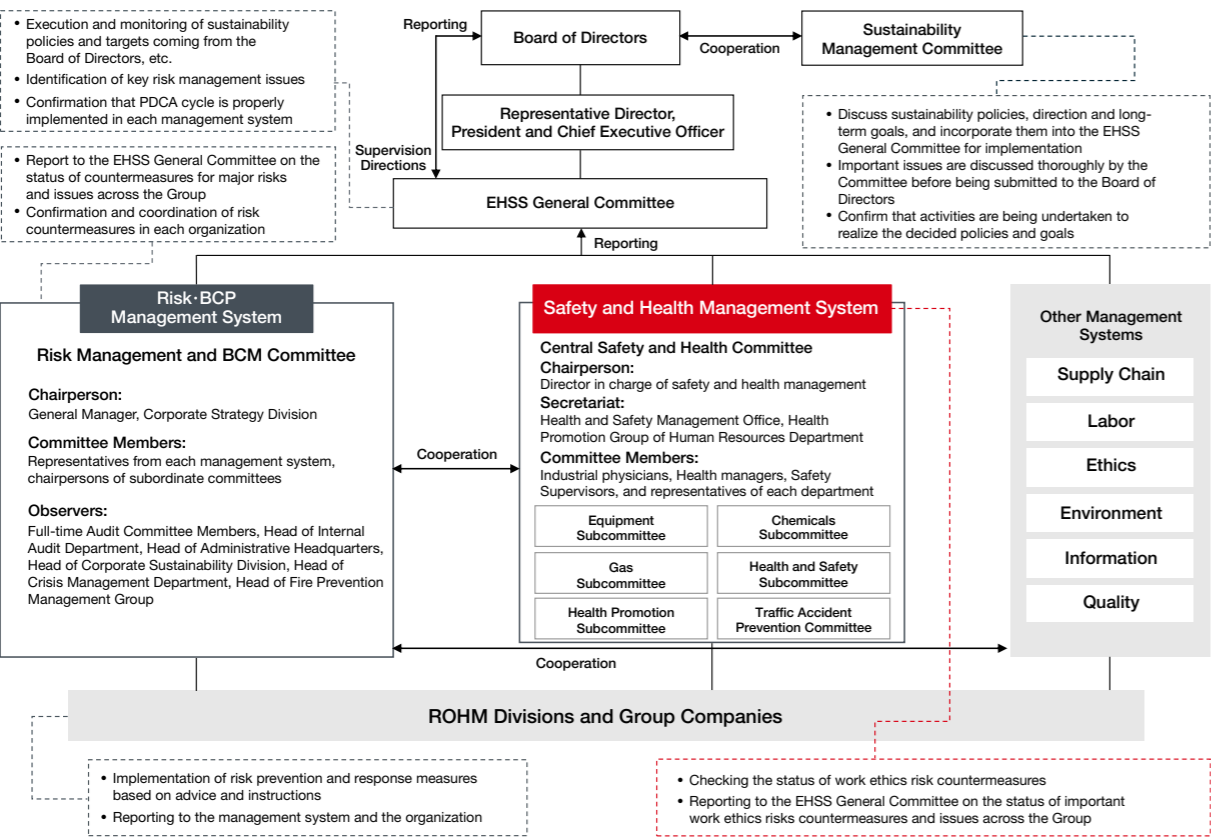 • Execution and monitoring of sustainability
policies and targets coming from the
Board of Directors, etc.
• Identification of key risk management issues
• Confirmation that PDCA cycle is properly
implemented in each management system
• Report to the EHSS General Committee on the
status of countermeasures for major risks
and issues across the Group
• Confirmation and coordination of risk
countermeasures in each organization
Reporting
Board of Directors
Cooperation
Sustainability
Management Committee
Representative Director,
President and Chief Executive Officer
Supervision
Directions
EHSS General Committee
Reporting
• Discuss sustainability policies, direction and long-
term goals, and incorporate them into the EHSS
General Committee for implementation
• Important issues are discussed thoroughly by the
Committee before being submitted to the Board of
Directors
• Confirm that activities are being undertaken to
realize the decided policies and goals
Risk·BCP
Management System
Risk Management and BCM Committee
Chairperson:
General Manager, Corporate Strategy Division
Committee Members:
Representatives from each management system,
chairpersons of subordinate committees
Observers:
Full-time Audit Committee Members, Head of Internal
Audit Department, Head of Administrative Headquarters,
Head of Corporate Sustainability Division, Head of
Crisis Management Department, Head of Fire Prevention
Management Group
Cooperation
Safety and Health Management System
Central Safety and Health Committee
Chairperson:
Director in charge of safety and health management
Secretariat:
Health and Safety Management Office, Health
Promotion Group of Human Resources Department
Committee Members:
Industrial physicians, Health managers, Safety
Supervisors, and representatives of each department
Equipment
Subcommittee
Chemicals
Subcommittee
Gas
Subcommittee
Health and Safety
Subcommittee
Health Promotion
Subcommittee
Traffic Accident
Prevention Committee
Cooperation
Other Management
Systems
Supply Chain
Labor
Ethics
Environment
Information
Quality
ROHM Divisions and Group Companies
• Implementation of risk prevention and response measures
based on advice and instructions
• Reporting to the management system and the organization
• Checking the status of work ethics risk countermeasures
• Reporting to the EHSS General Committee on the status of important
work ethics risks countermeasures and issues across the Group